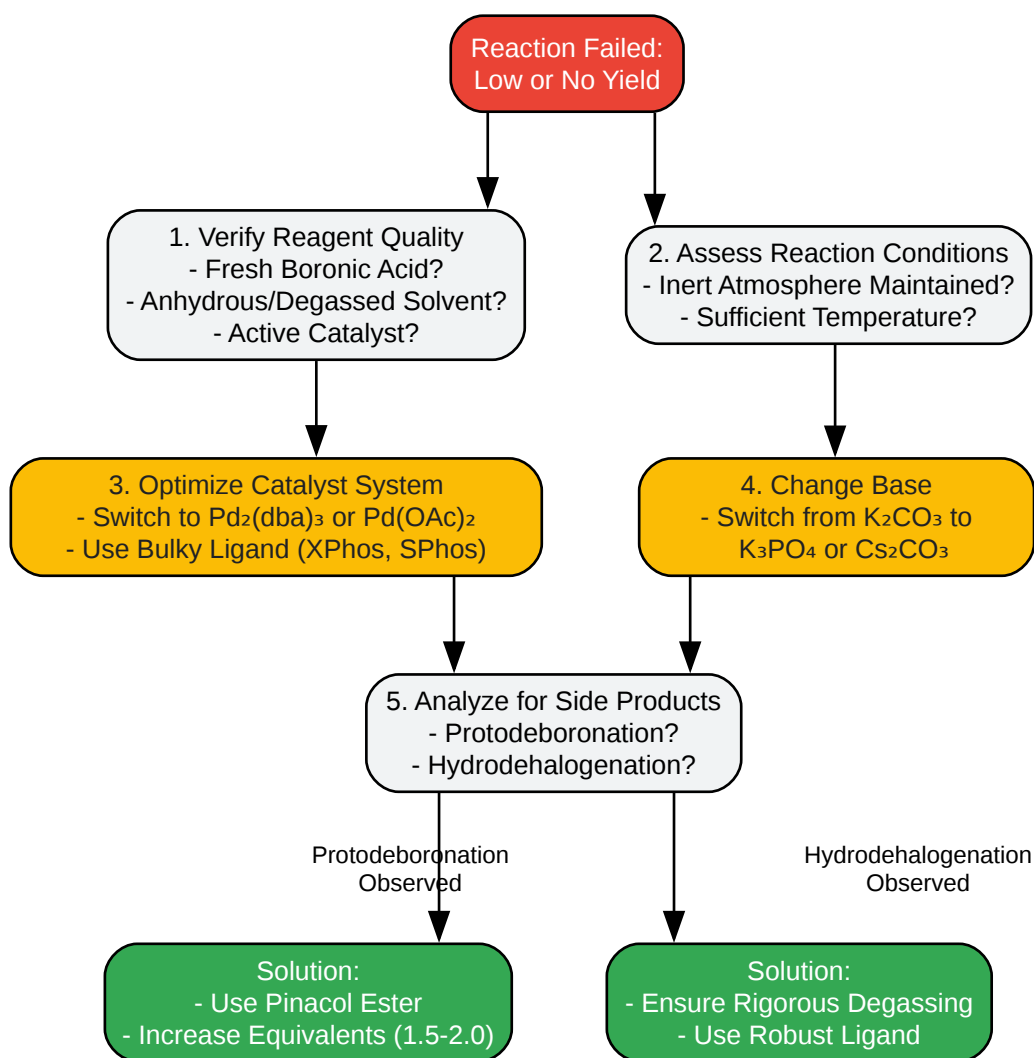 Reaction Failed:
Low or No Yield
1. Verify Reagent Quality
- Fresh Boronic Acid?
- Anhydrous/Degassed Solvent?
- Active Catalyst?
2. Assess Reaction Conditions
- Inert Atmosphere Maintained?
- Sufficient Temperature?
3. Optimize Catalyst System
- Switch to Pd₂(dba)₃ or Pd(OAc)₂
- Use Bulky Ligand (XPhos, SPhos)
4. Change Base
- Switch from K₂CO₃ to
K₃PO₄ or Cs₂CO₃
5. Analyze for Side Products
- Protodeboronation?
- Hydrodehalogenation?
Protodeboronation
Observed
Hydrodehalogenation
Observed
Solution:
- Use Pinacol Ester
- Increase Equivalents (1.5-2.0)
Solution:
- Ensure Rigorous Degassing
- Use Robust Ligand